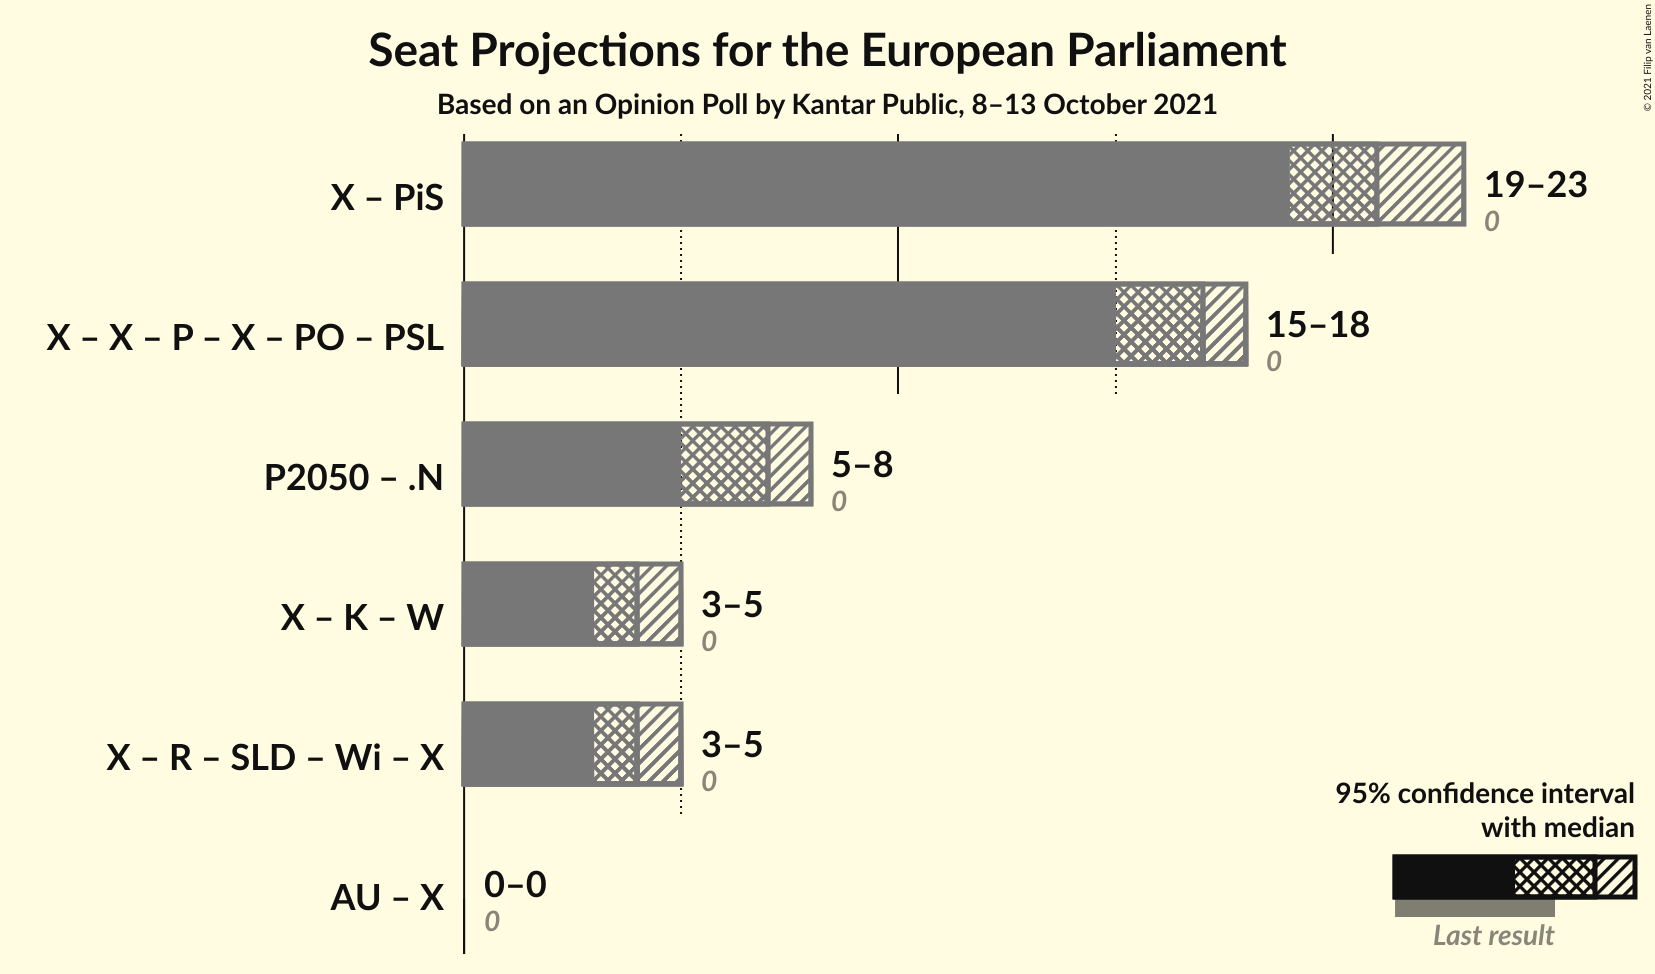 Seat Projections for the European Parliament
Based on an Opinion Poll by Kantar Public, 8–13 October 2021
© 2021 Filip van Laenen
X – PiS
19–23
0
X – X – P – X – PO – PSL
15–18
0
P2050 – .N
5–8
0
X – K – W
3–5
0
X – R – SLD – Wi – X
3–5
0
AU – X
0–0
0
95% confidence interval
with median
Last result